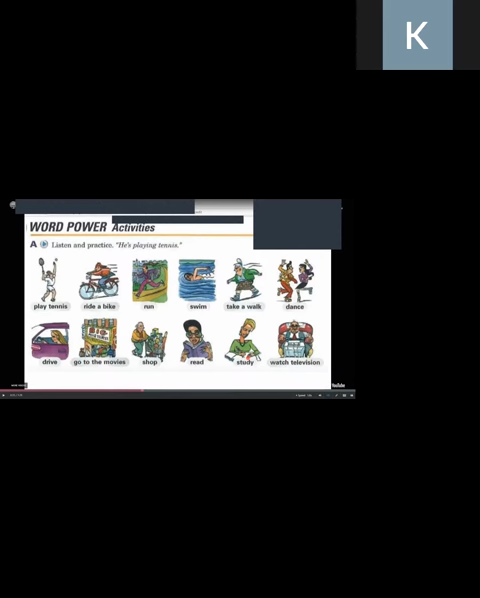 K
WORD POWER Activities
A Listen and practice. "He's playing tennis."
play tennis ride a bike run swim take a walk dance
drive go to the movies shop read study watch television
YouTube